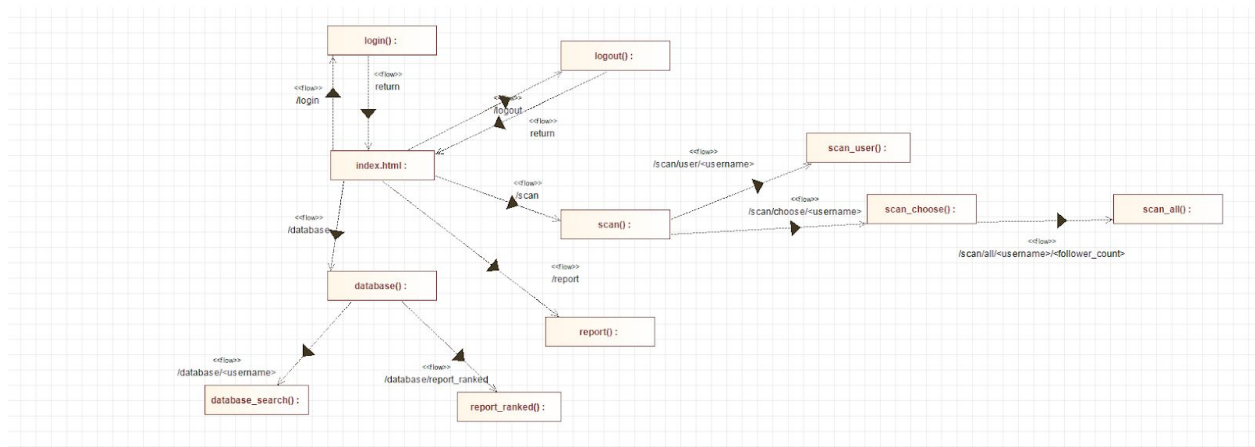 login() :
<<flow>>
return
<<flow>>
/login
logout() :
<<flow>>
/logout
<<flow>>
return
index.html :
<<flow>>
/scan
<<flow>>
/scan/user/<username>
scan_user() :
<<flow>>
/scan/choose/<username>
scan() :
scan_choose() :
scan_all() :
<<flow>>
/scan/all/<username>/<follower_count>
<<flow>>
/database
<<flow>>
/report
database() :
report() :
<<flow>>
/database/<username>
<<flow>>
/database/report_ranked
database_search() :
report_ranked() :